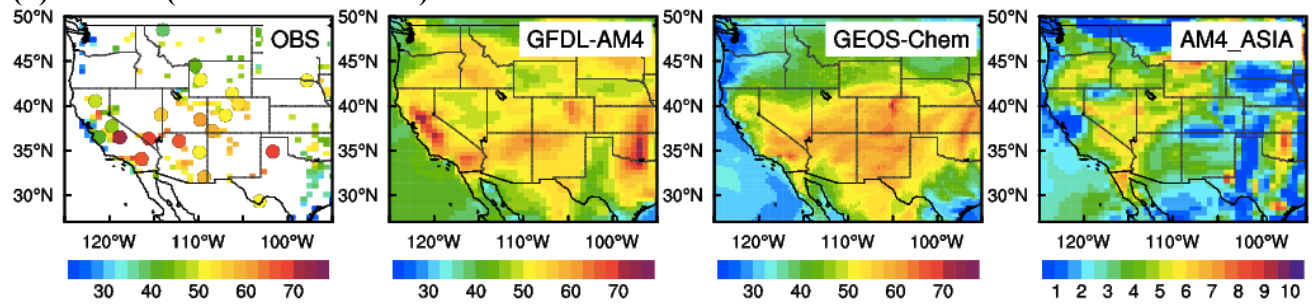 50°N OBS 50°N GFDL-AM4 50°N GEOS-Chem 50°N AM4_ASIA
45°N 45°N 45°N 45°N
40°N 40°N 40°N 40°N
35°N 35°N 35°N 35°N
30°N 30°N 30°N 30°N
120°W 110°W 100°W 120°W 110°W 100°W 120°W 110°W 100°W 120°W 110°W 100°W
30 40 50 60 70 30 40 50 60 70 30 40 50 60 70 1 2 3 4 5 6 7 8 9 10